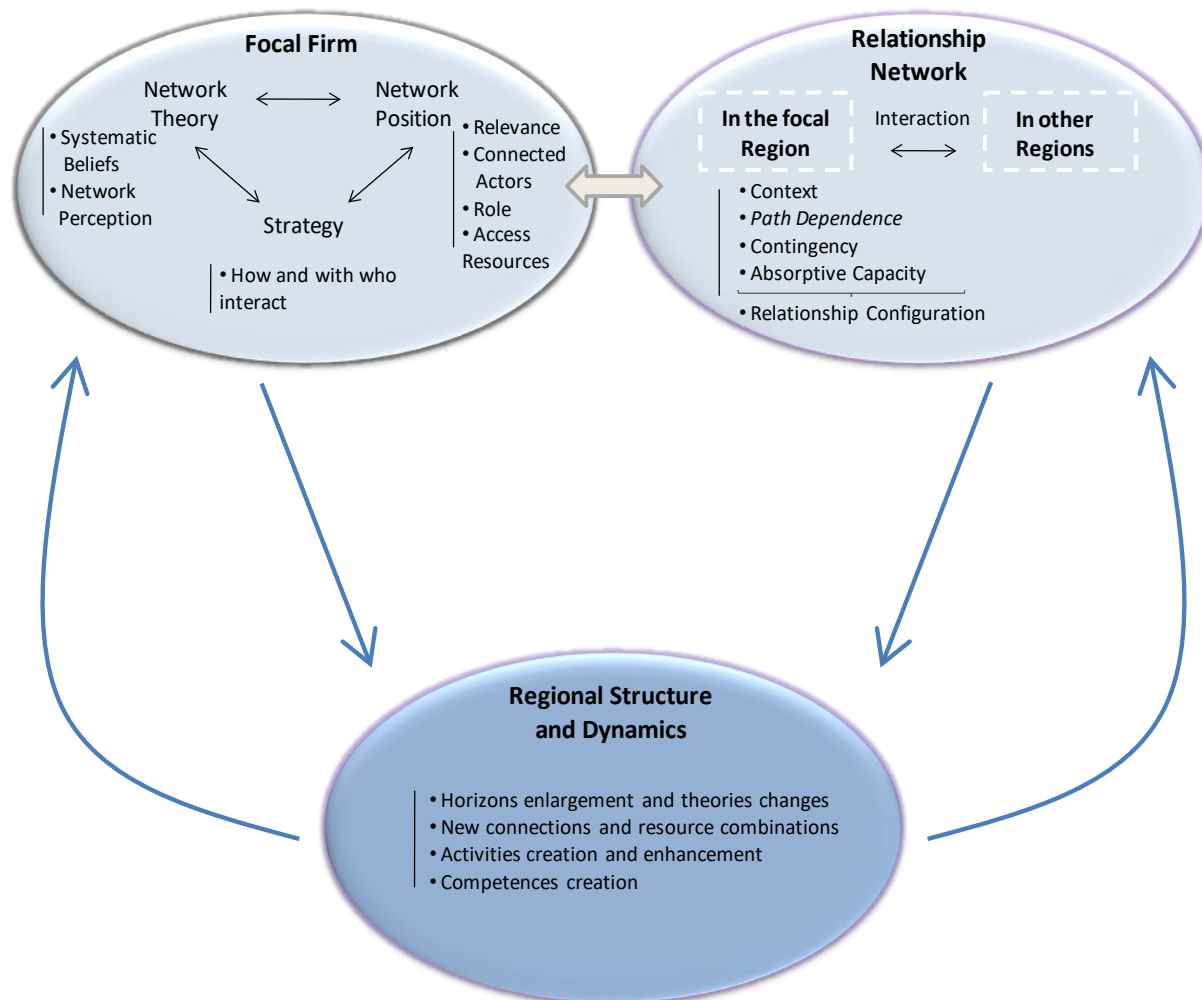 Focal Firm
Network
Theory
Network
Position
• Systematic
Beliefs
• Network
Perception
• Relevance
• Connected
Actors
• Role
• Access
Resources
Strategy
• How and with who
interact
Relationship
Network
In the focal
Region
Interaction
In other
Regions
• Context
• Path Dependence
• Contingency
• Absorptive Capacity
• Relationship Configuration
Regional Structure
and Dynamics
• Horizons enlargement and theories changes
• New connections and resource combinations
• Activities creation and enhancement
• Competences creation